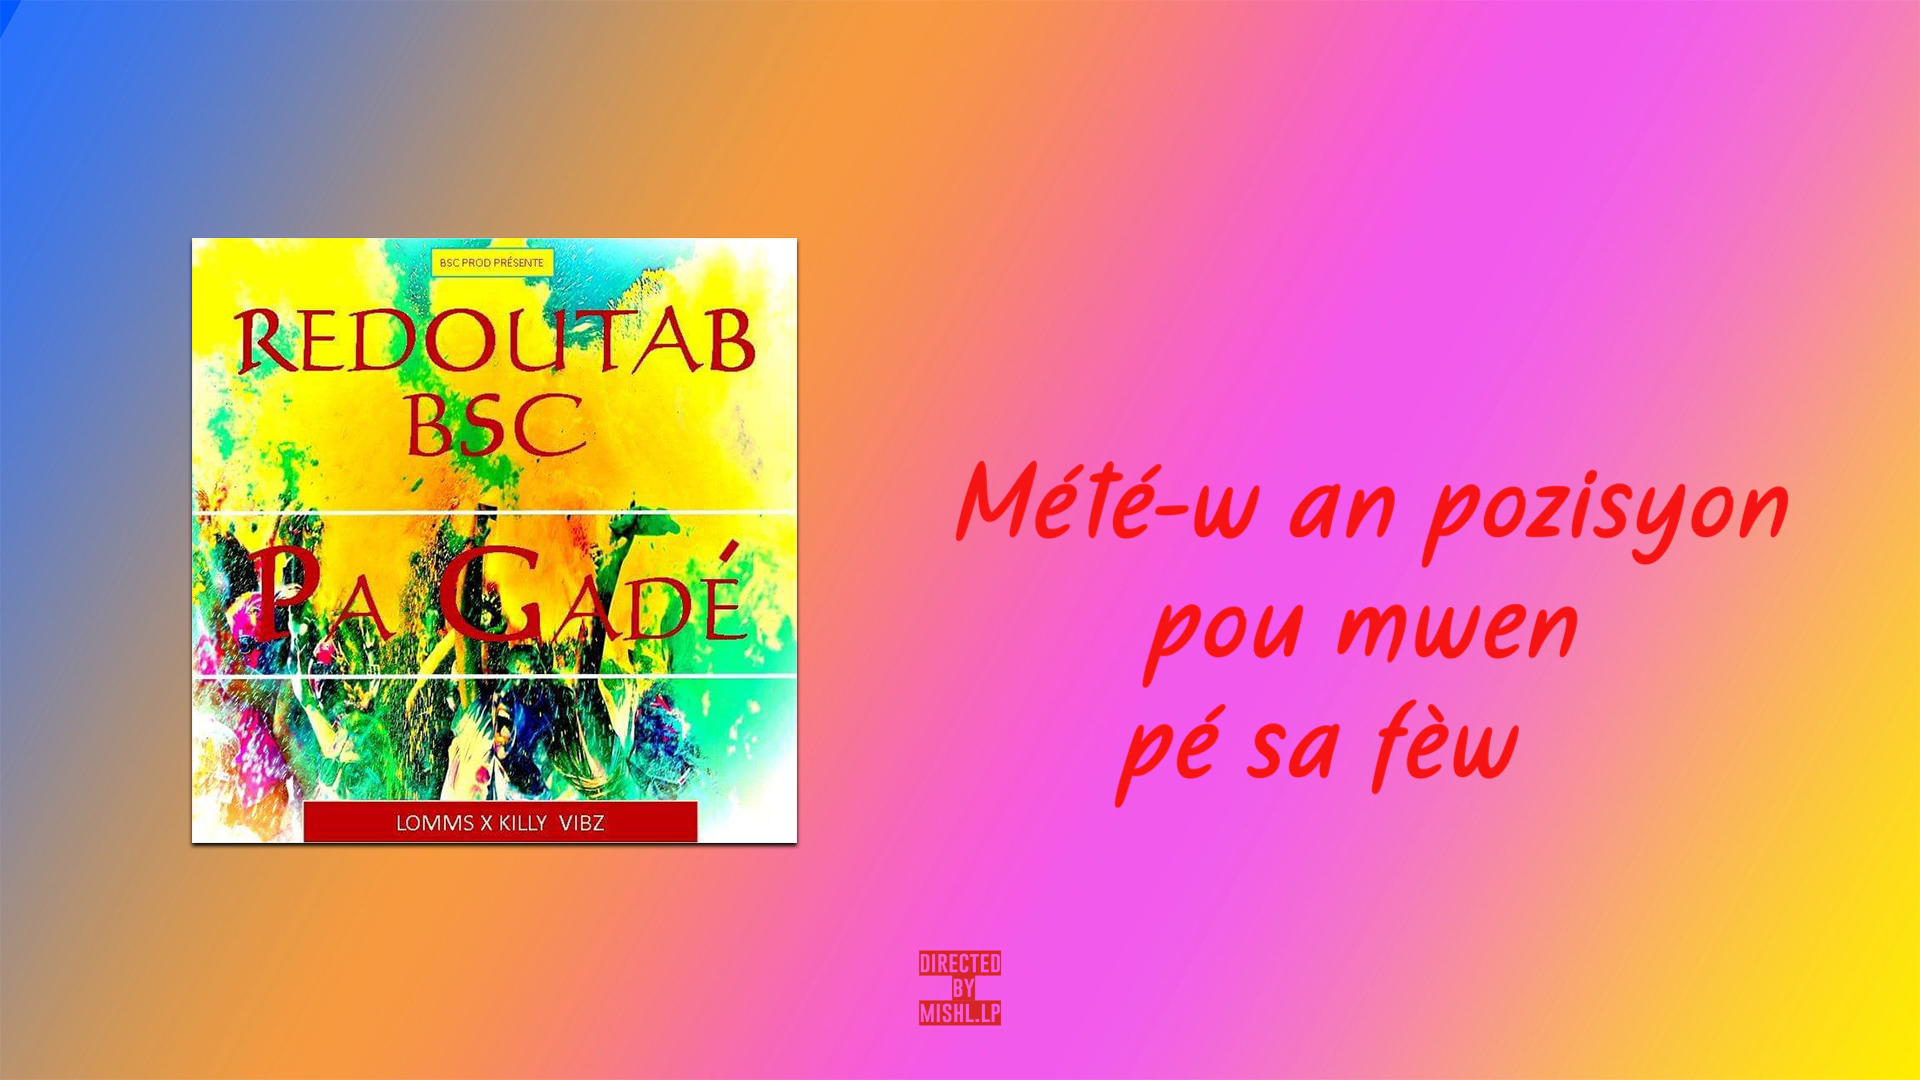 BSC PROD PRÉSENTE
REDOUTAB
BSC
PA GADÉ
LOMMS X KILLY VIBZ
Mété-w an pozisyon
pou mwen
pé sa fèw
DIRECTED
BY
MISHL.LP